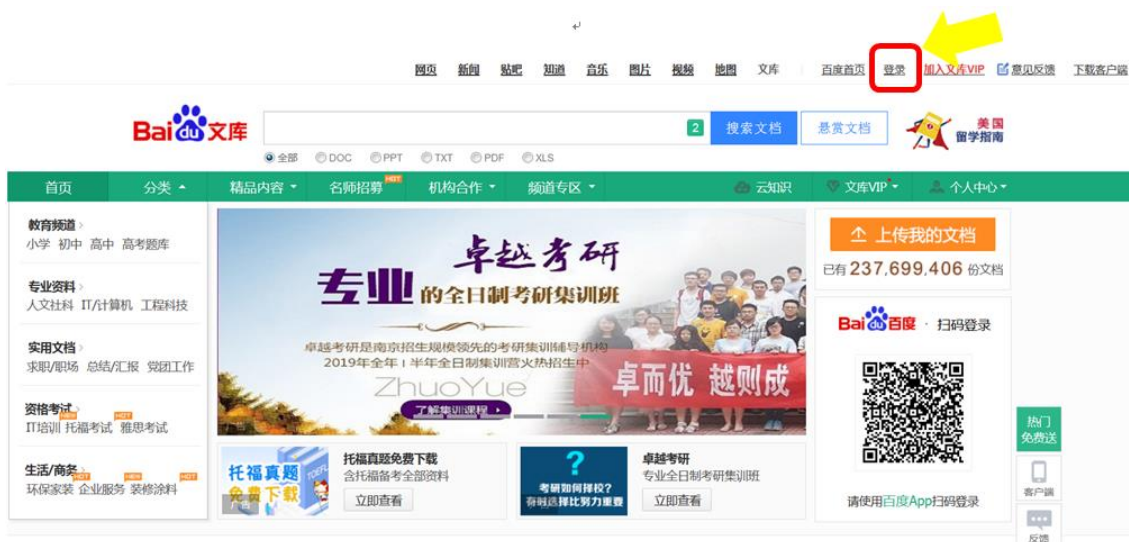 网页 新闻 贴吧 知道 音乐 图片 视频 地图 文库 百度首页 登录 加入文库VIP 意见反馈 下载客户端
Bai du 文库
2 搜索文档 悬赏文档
美国
留学指南
全部 DOC PPT TXT PDF XLS
首页 分类 精品内容 名师招募 HOT 机构合作 频道专区 云知识 文库VIP 个人中心
教育频道
小学 初中 高中 高考题库
专业资料
人文社科 IT/计算机 工程科技
实用文档
求职/职场 总结/汇报 党团工作
资格考试
NEW HOT
IT培训 托福考试 雅思考试
生活/商务
HOT NEW HOT
环保家装 企业服务 装修涂料
卓越考研
专业 的全日制考研集训班
卓越考研是南京招生规模领先的考研集训辅导机构
2019年全年 | 半年全日制集训营火热招生中
ZhuoYue
了解集训课程
卓而优 越则成
托福真题
免费下载
TOEFL
广告
托福真题免费下载
含托福备考全部资料
立即查看
?
考研如何择校?
有时选择比努力重要
卓越考研
专业全日制考研集训班
立即查看
上传我的文档
已有 237,699,406 份文档
Bai du 百度 · 扫码登录
请使用百度App扫码登录
热门
免费送
客户端
反馈